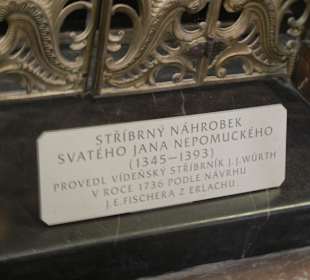 STŘÍBRNÝ NÁHROBEK
SVATÉHO JANA NEPOMUCKÉHO
(1345–1393)
PROVEDL VÍDEŇSKÝ STŘÍBRNÍK J. J. WÜRTH
V ROCE 1736 PODLE NÁVRHU
J. E. FISCHERA Z ERLACHU